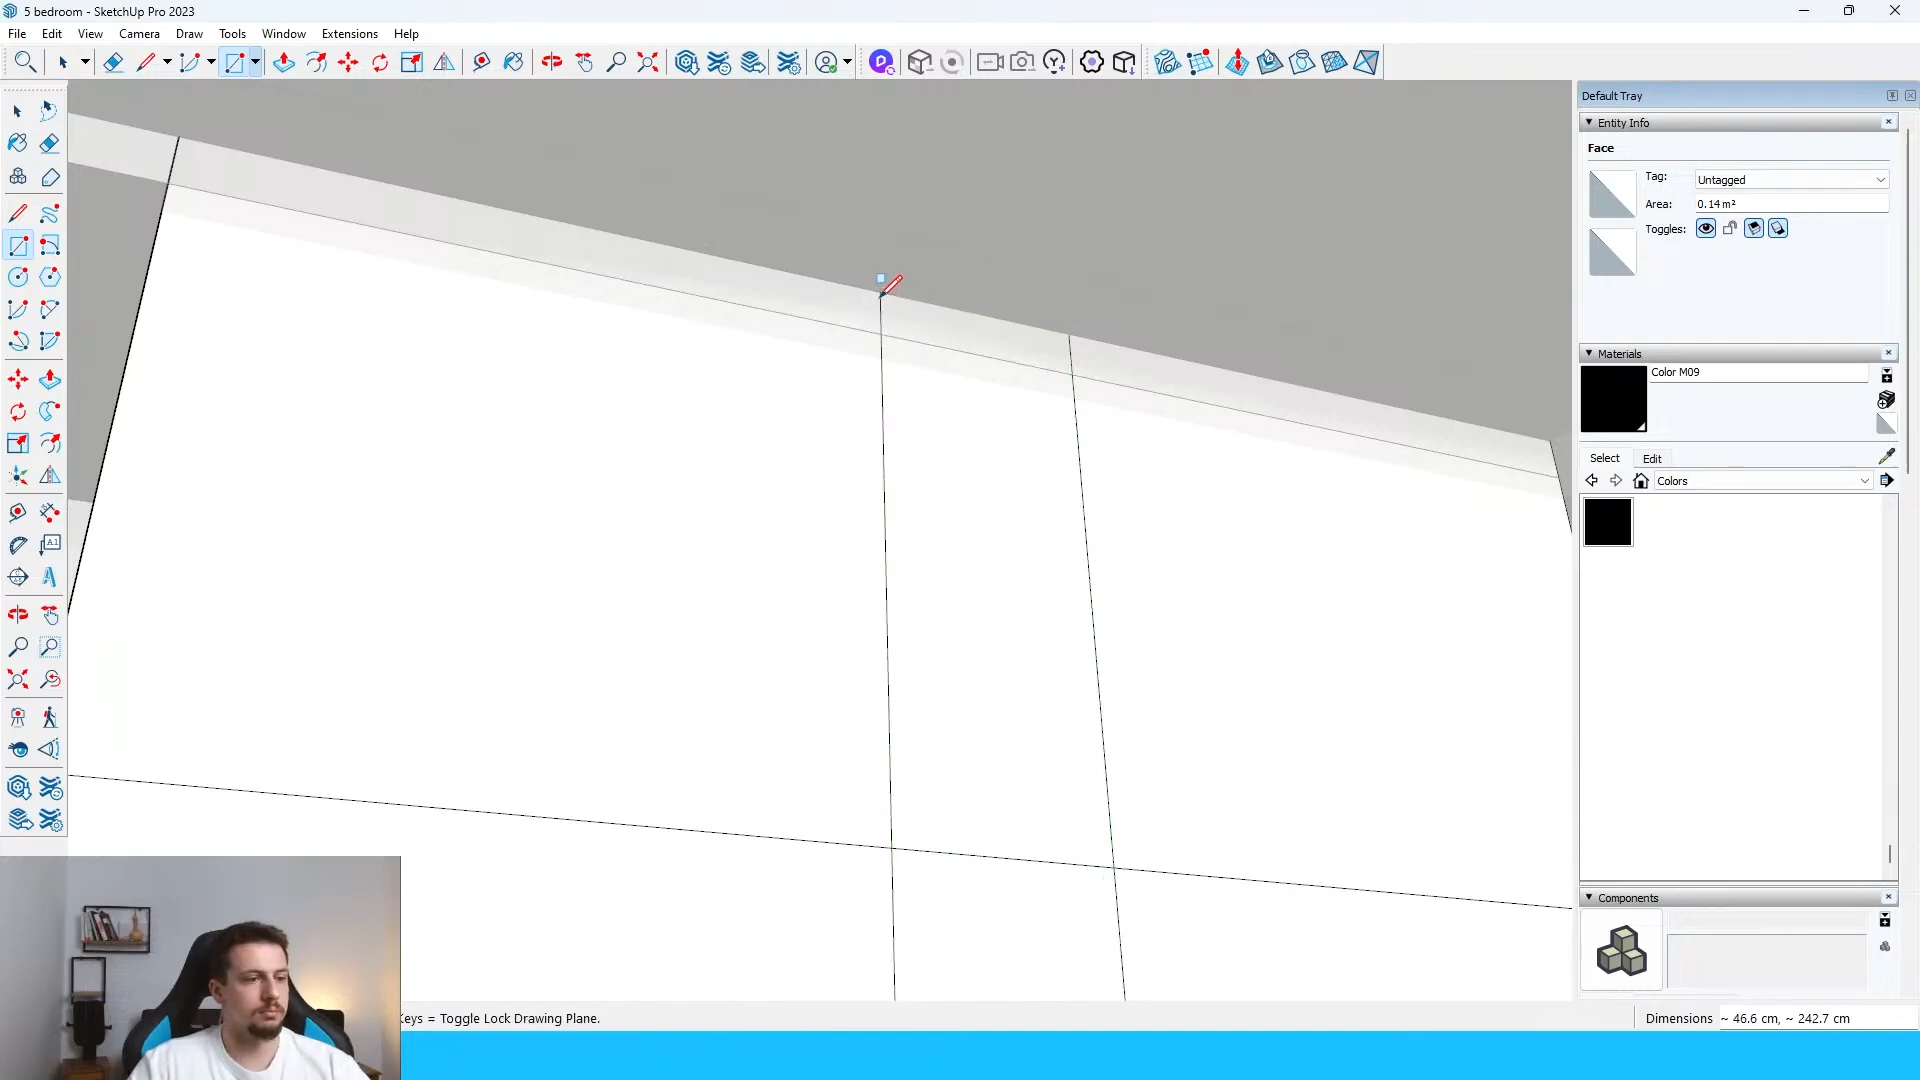 5 bedroom - SketchUp Pro 2023
File Edit View Camera Draw Tools Window Extensions Help
Default Tray
Entity Info
Face
Tag: Untagged
Area: 0.14 m²
Toggles:
Materials
Color M09
Select Edit
Colors
Components
A1
A
Keys = Toggle Lock Drawing Plane.
Dimensions ~ 46.6 cm, ~ 242.7 cm